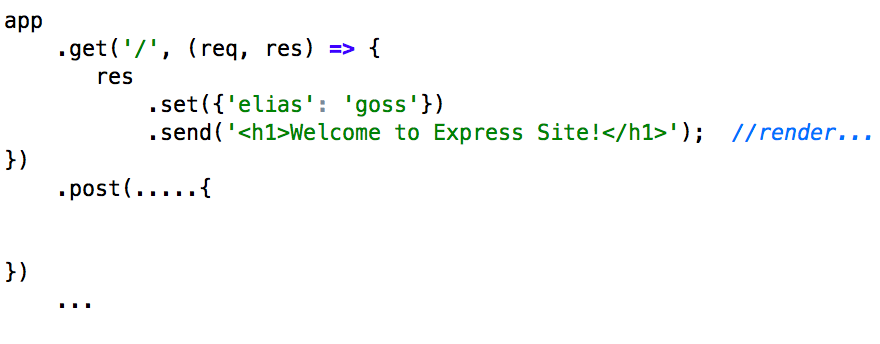 app
.get('/', (req, res) => {
res
.set({'elias': 'goss'})
.send('<h1>Welcome to Express Site!</h1>'); //render...
})
.post(.....{
})
...